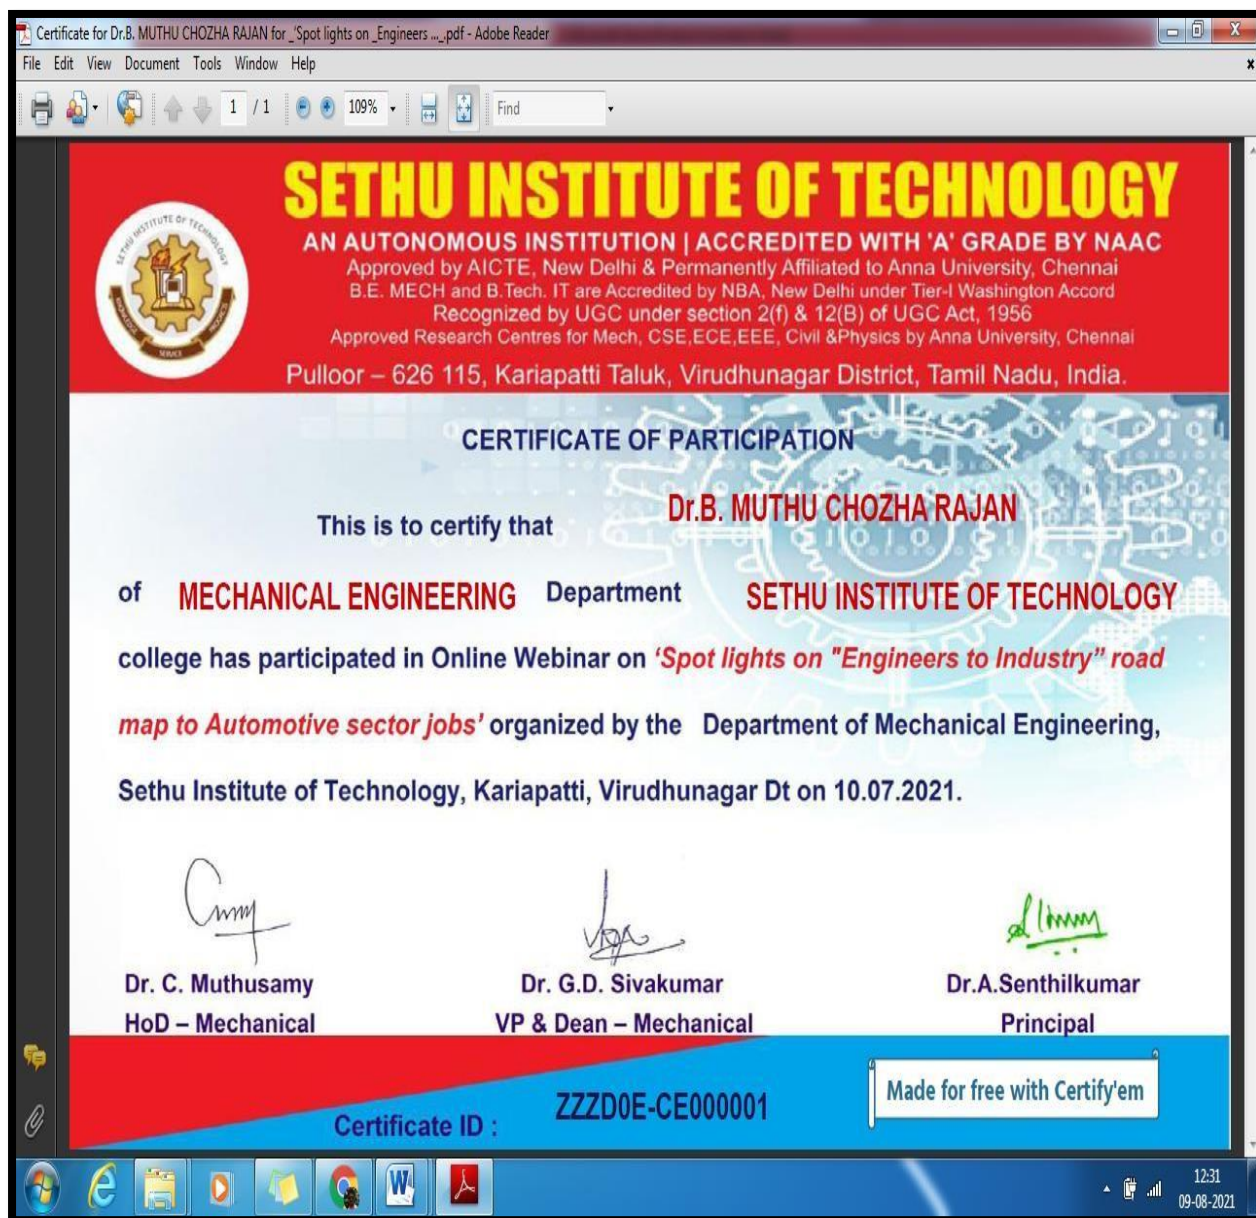 Certificate for Dr.B. MUTHU CHOZHA RAJAN for _'Spot lights on _Engineers ..._.pdf - Adobe Reader
File Edit View Document Tools Window Help
1 / 1 109% Find
SETHU INSTITUTE OF TECHNOLOGY
AN AUTONOMOUS INSTITUTION | ACCREDITED WITH 'A' GRADE BY NAAC
Approved by AICTE, New Delhi & Permanently Affiliated to Anna University, Chennai
B.E. MECH and B.Tech. IT are Accredited by NBA, New Delhi under Tier-I Washington Accord
Recognized by UGC under section 2(f) & 12(B) of UGC Act, 1956
Approved Research Centres for Mech, CSE,ECE,EEE, Civil &Physics by Anna University, Chennai
Pulloor – 626 115, Kariapatti Taluk, Virudhunagar District, Tamil Nadu, India.
SETHU INSTITUTE OF TECHNOLOGY
KNOWLEDGE
SERVICE
CERTIFICATE OF PARTICIPATION
This is to certify that Dr.B. MUTHU CHOZHA RAJAN
of MECHANICAL ENGINEERING Department SETHU INSTITUTE OF TECHNOLOGY
college has participated in Online Webinar on ‘Spot lights on "Engineers to Industry” road
map to Automotive sector jobs’ organized by the Department of Mechanical Engineering,
Sethu Institute of Technology, Kariapatti, Virudhunagar Dt on 10.07.2021.
Dr. C. Muthusamy Dr. G.D. Sivakumar Dr.A.Senthilkumar
HoD – Mechanical VP & Dean – Mechanical Principal
Certificate ID : ZZZD0E-CE000001
Made for free with Certify'em
12:31
09-08-2021